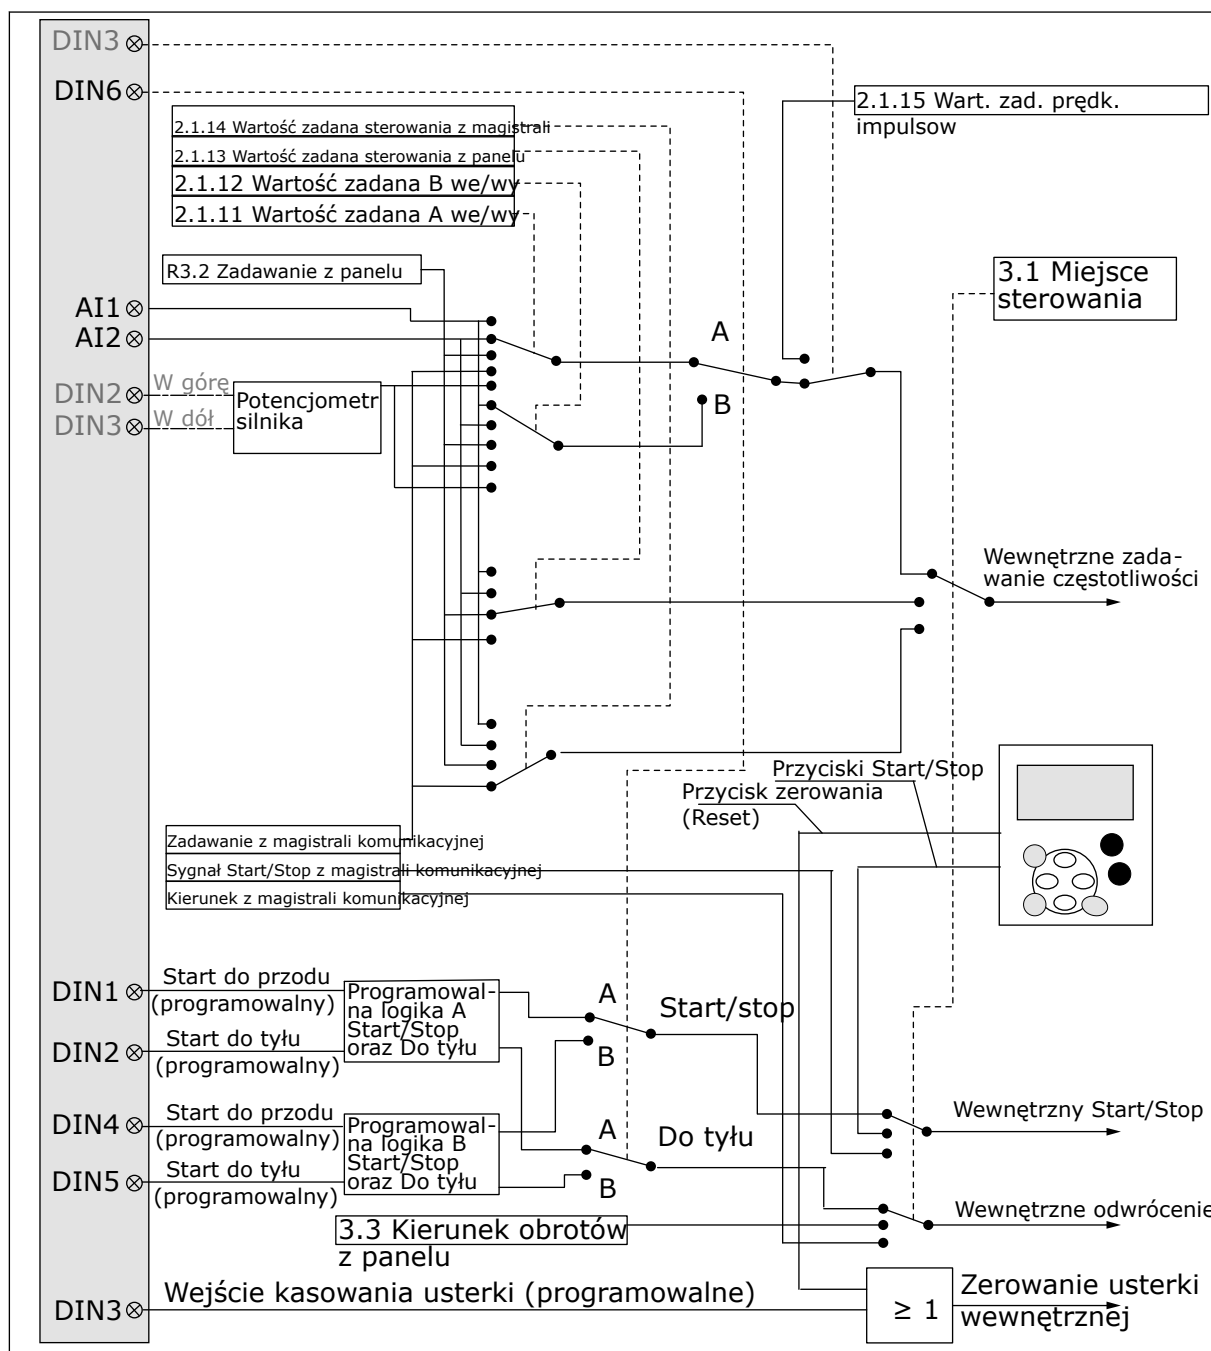 DIN3
DIN6
2.1.15 Wart. zad. prędk.
impulsow
2.1.14 Wartość zadana sterowania z magistrali
2.1.13 Wartość zadana sterowania z panelu
2.1.12 Wartość zadana B we/wy
2.1.11 Wartość zadana A we/wy
R3.2 Zadawanie z panelu
3.1 Miejsce
sterowania
AI1
AI2
A
B
DIN2
W górę
DIN3
W dół
Potencjometr
silnika
Wewnętrzne zada-
wanie częstotliwości
Przyciski Start/Stop
Przycisk zerowania
(Reset)
Zadawanie z magistrali komunikacyjnej
Sygnał Start/Stop z magistrali komunikacyjnej
Kierunek z magistrali komunikacyjnej
DIN1
Start do przodu
(programowalny)
DIN2
Start do tyłu
(programowalny)
Programowal-
na logika A
Start/Stop
oraz Do tyłu
A
B
Start/stop
DIN4
Start do przodu
(programowalny)
DIN5
Start do tyłu
(programowalny)
Programowal-
na logika B
Start/Stop
oraz Do tyłu
A
B
Do tyłu
Wewnętrzny Start/Stop
Wewnętrzne odwrócenie
3.3 Kierunek obrotów
z panelu
DIN3
Wejście kasowania usterki (programowalne)
≥ 1
Zerowanie usterki
wewnętrznej